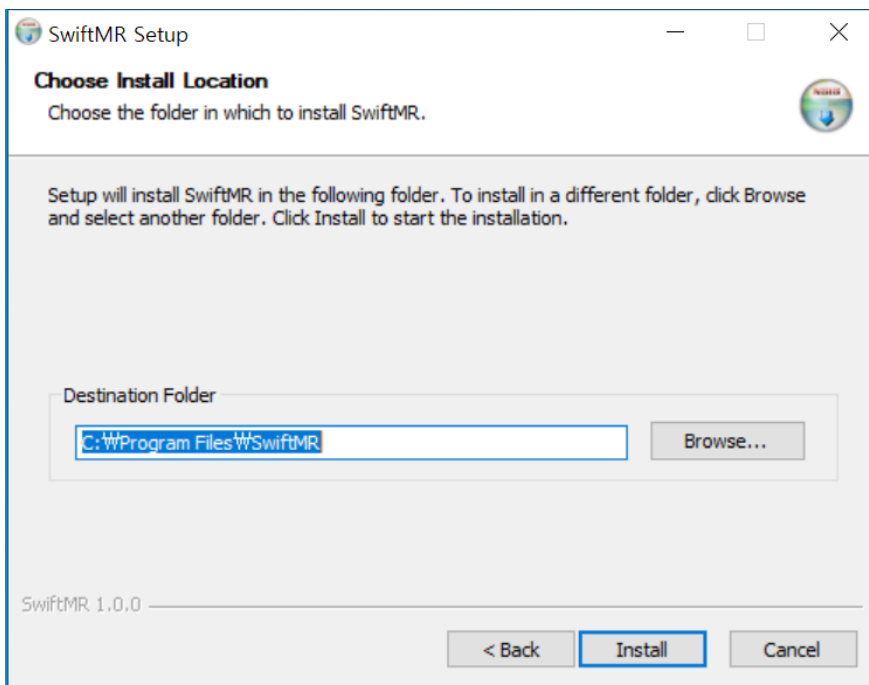 SwiftMR Setup
Choose Install Location
Choose the folder in which to install SwiftMR.
Setup will install SwiftMR in the following folder. To install in a different folder, click Browse
and select another folder. Click Install to start the installation.
Destination Folder
C:₩Program Files₩SwiftMR
Browse...
SwiftMR 1.0.0
< Back
Install
Cancel